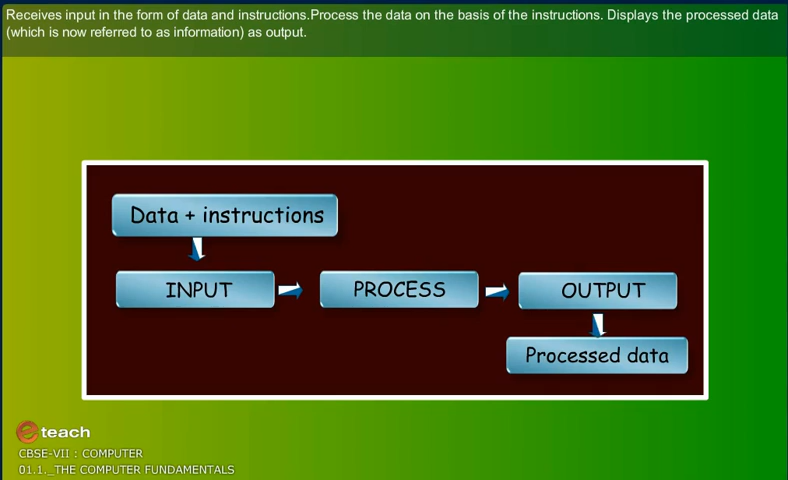 Receives input in the form of data and instructions.Process the data on the basis of the instructions. Displays the processed data
(which is now referred to as information) as output.
Data + instructions
INPUT
PROCESS
OUTPUT
Processed data
e teach
CBSE-VII : COMPUTER
01.1._THE COMPUTER FUNDAMENTALS